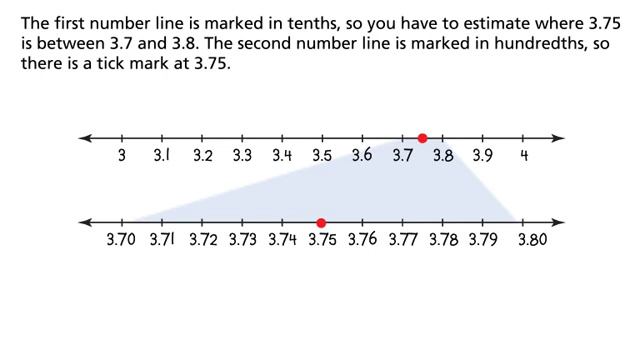 The first number line is marked in tenths, so you have to estimate where 3.75
is between 3.7 and 3.8. The second number line is marked in hundredths, so
there is a tick mark at 3.75.
3 3.1 3.2 3.3 3.4 3.5 3.6 3.7 3.8 3.9 4
3.70 3.71 3.72 3.73 3.74 3.75 3.76 3.77 3.78 3.79 3.80